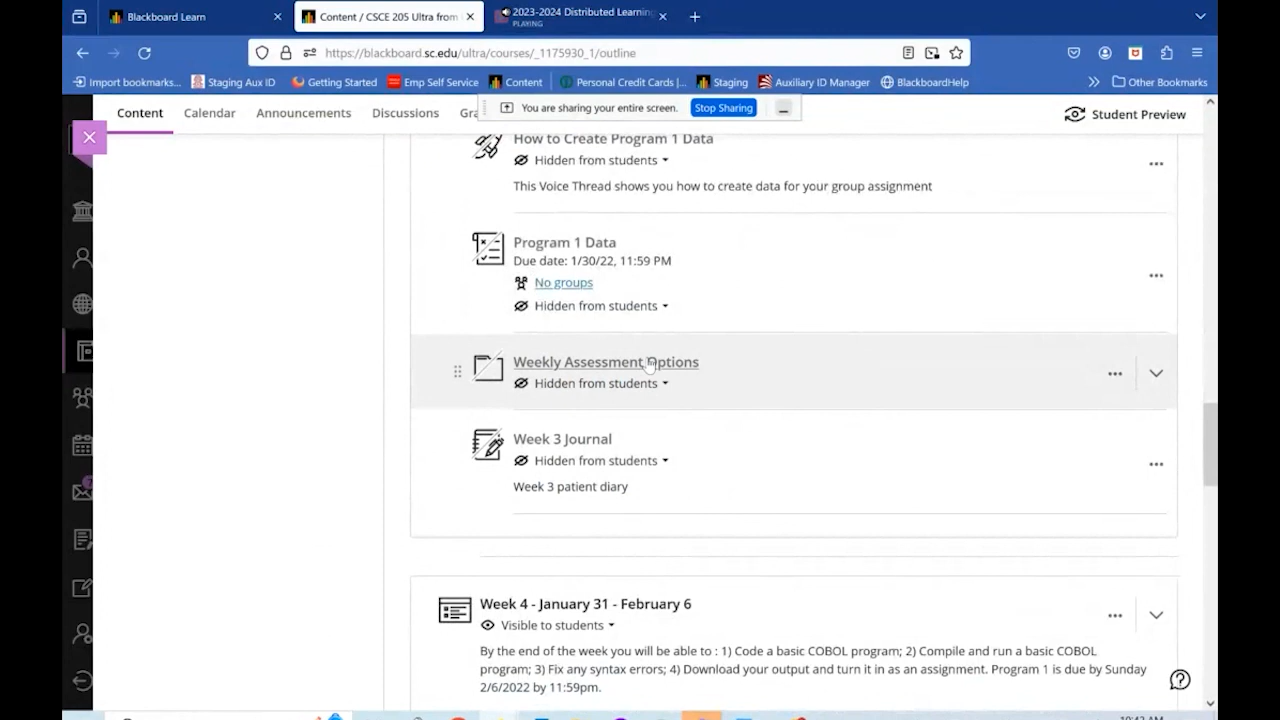 Blackboard Learn
Content / CSCE 205 Ultra from
2023-2024 Distributed Learning
PLAYING
https://blackboard.sc.edu/ultra/courses/_1175930_1/outline
Import bookmarks...
Staging Aux ID
Getting Started
Emp Self Service
Content
Personal Credit Cards |...
Staging
Auxiliary ID Manager
BlackboardHelp
Other Bookmarks
Content
Calendar
Announcements
Discussions
Gra
You are sharing your entire screen.
Stop Sharing
Student Preview
How to Create Program 1 Data
Hidden from students
This Voice Thread shows you how to create data for your group assignment
Program 1 Data
Due date: 1/30/22, 11:59 PM
No groups
Hidden from students
Weekly Assessment Options
Hidden from students
Week 3 Journal
Hidden from students
Week 3 patient diary
Week 4 - January 31 - February 6
Visible to students
By the end of the week you will be able to : 1) Code a basic COBOL program; 2) Compile and run a basic COBOL
program; 3) Fix any syntax errors; 4) Download your output and turn it in as an assignment. Program 1 is due by Sunday
2/6/2022 by 11:59pm.